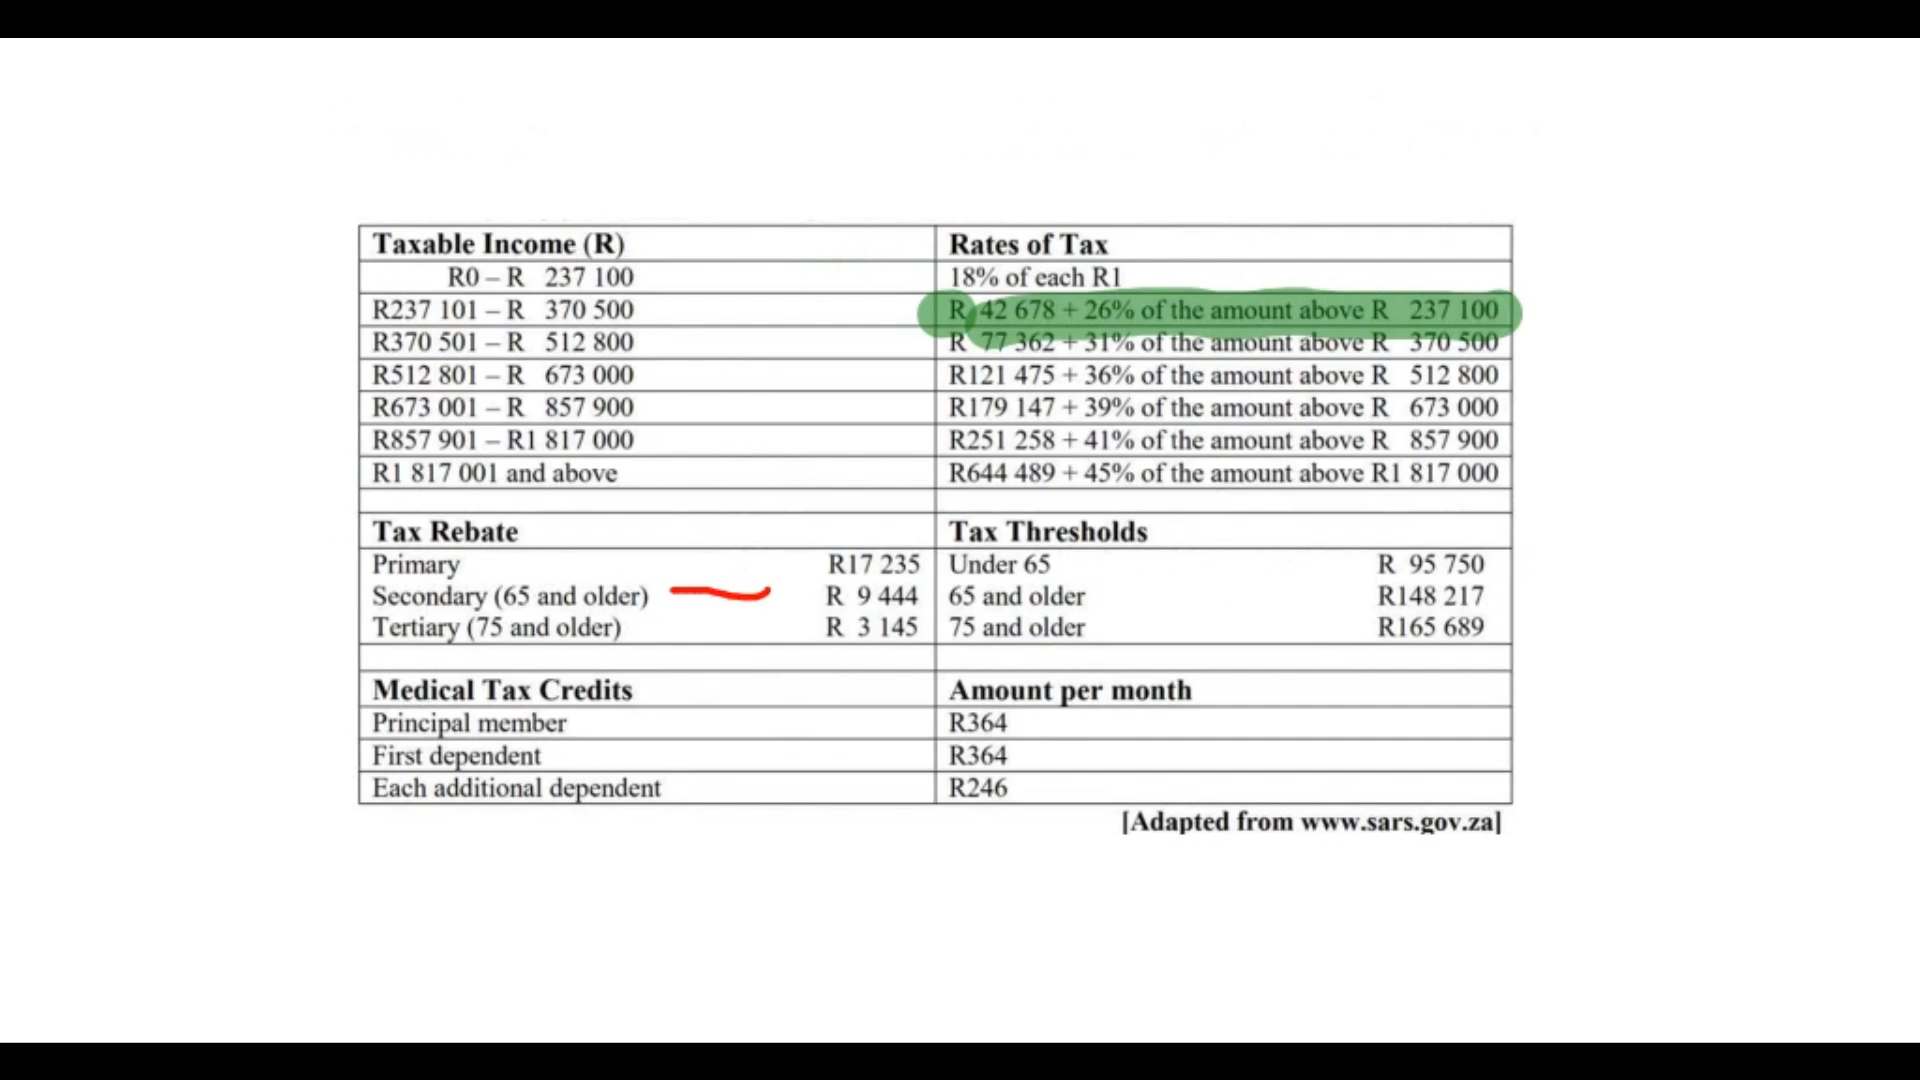 Taxable Income (R) Rates of Tax
R0 – R 237 100 18% of each R1
R237 101 – R 370 500 R 42 678 + 26% of the amount above R 237 100
R370 501 – R 512 800 R 77 362 + 31% of the amount above R 370 500
R512 801 – R 673 000 R121 475 + 36% of the amount above R 512 800
R673 001 – R 857 900 R179 147 + 39% of the amount above R 673 000
R857 901 – R1 817 000 R251 258 + 41% of the amount above R 857 900
R1 817 001 and above R644 489 + 45% of the amount above R1 817 000
Tax Rebate Tax Thresholds
Primary R17 235 Under 65 R 95 750
Secondary (65 and older) R 9 444 65 and older R148 217
Tertiary (75 and older) R 3 145 75 and older R165 689
Medical Tax Credits Amount per month
Principal member R364
First dependent R364
Each additional dependent R246
[Adapted from www.sars.gov.za]